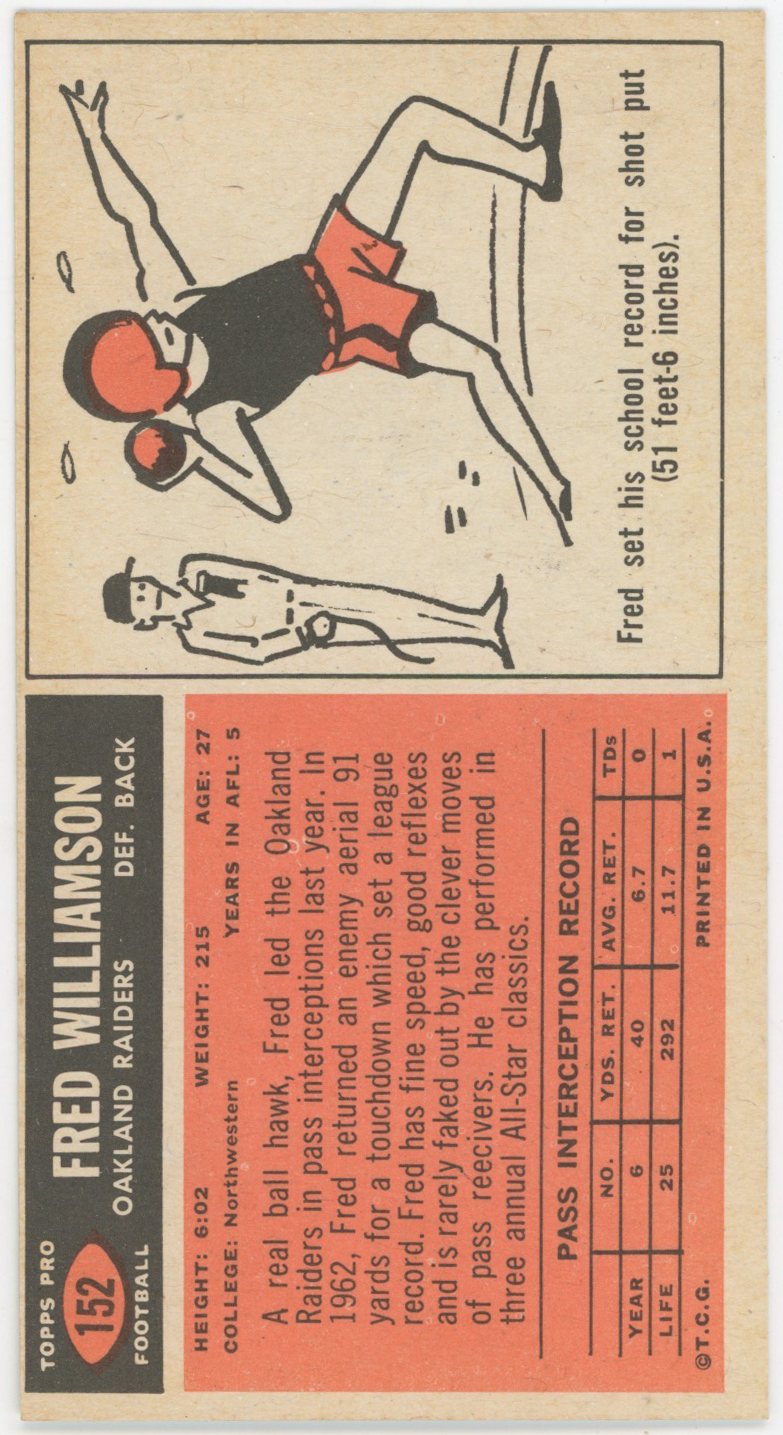 TOPPS PRO
152
FOOTBALL
FRED WILLIAMSON
OAKLAND RAIDERS DEF. BACK
HEIGHT: 6:02 WEIGHT: 215 AGE: 27
COLLEGE: Northwestern YEARS IN AFL: 5
A real ball hawk, Fred led the Oakland
Raiders in pass interceptions last year. In
1962, Fred returned an enemy aerial 91
yards for a touchdown which set a league
record. Fred has fine speed, good reflexes
and is rarely faked out by the clever moves
of pass reecivers. He has performed in
three annual All-Star classics.
PASS INTERCEPTION RECORD
NO. YDS. RET. AVG. RET. TDs
YEAR 6 40 6.7 0
LIFE 25 292 11.7 1
©T.C.G. PRINTED IN U.S.A.
Fred set his school record for shot put
(51 feet-6 inches).